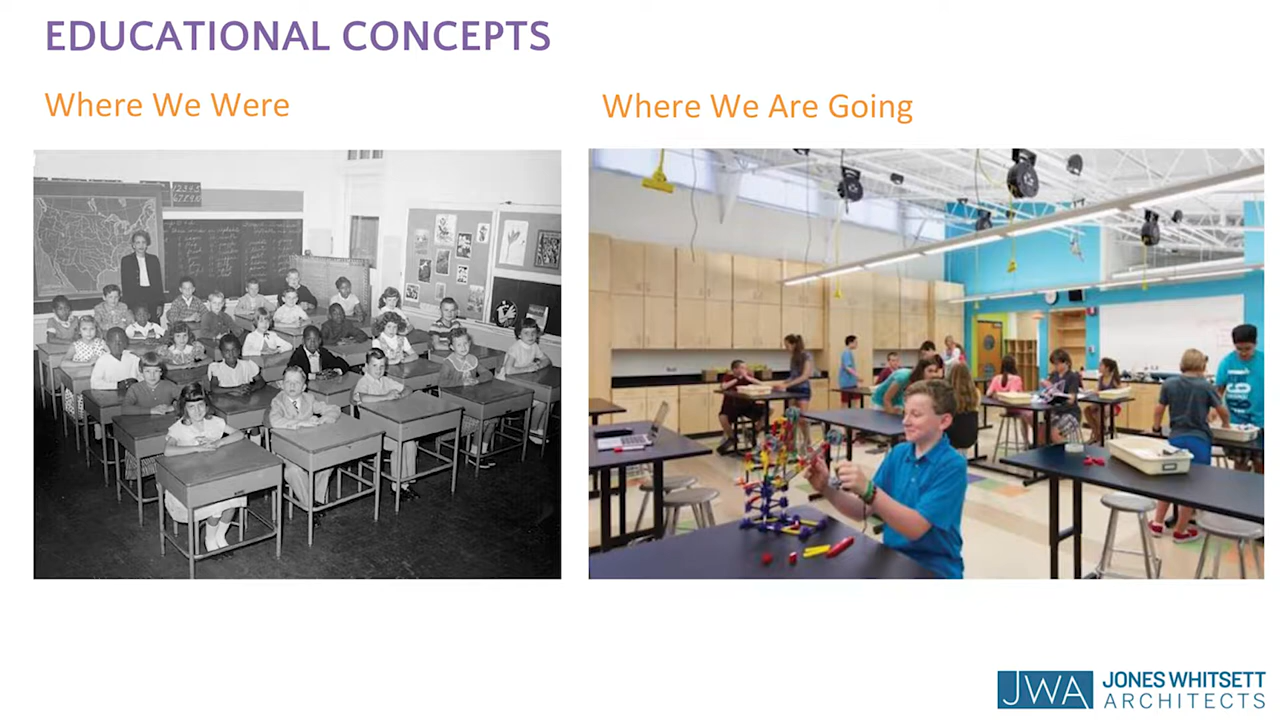 EDUCATIONAL CONCEPTS
Where We Were
Where We Are Going
JWA JONES WHITSETT
ARCHITECTS